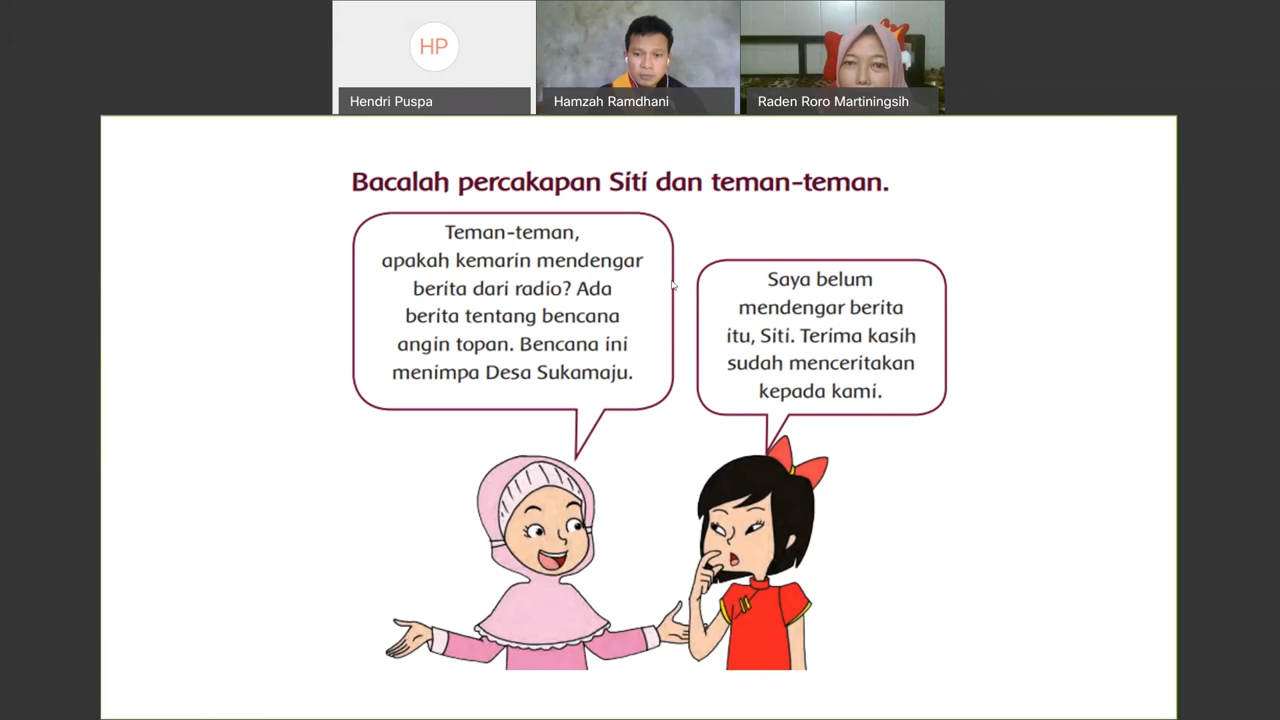 HP
Hendri Puspa
Hamzah Ramdhani
Raden Roro Martiningsih
Bacalah percakapan Siti dan teman-teman.
Teman-teman,
apakah kemarin mendengar
berita dari radio? Ada
berita tentang bencana
angin topan. Bencana ini
menimpa Desa Sukamaju.
Saya belum
mendengar berita
itu, Siti. Terima kasih
sudah menceritakan
kepada kami.